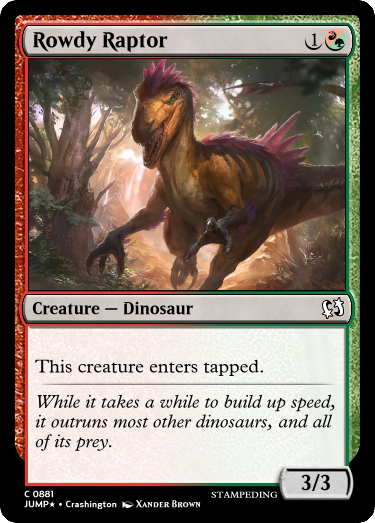 Rowdy Raptor 1
Creature — Dinosaur
This creature enters tapped.
While it takes a while to build up speed,
it outruns most other dinosaurs, and all
of its prey.
3/3
C 0881 STAMPEDING
JUMP★ • Crashington Xander Brown